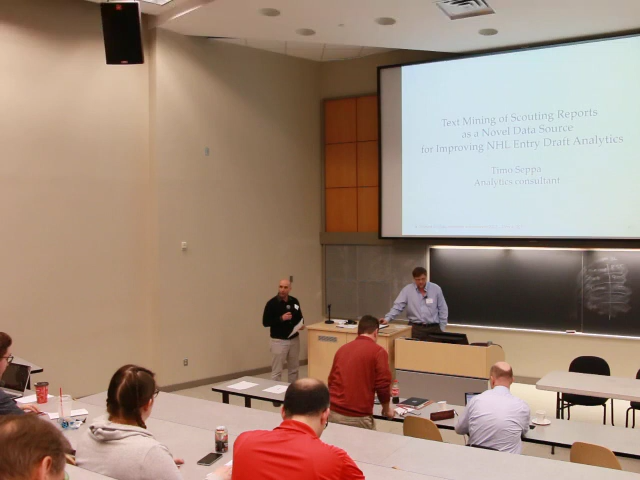 Text Mining of Scouting Reports
as a Novel Data Source
for Improving NHL Entry Draft Analytics
Timo Seppa
Analytics consultant